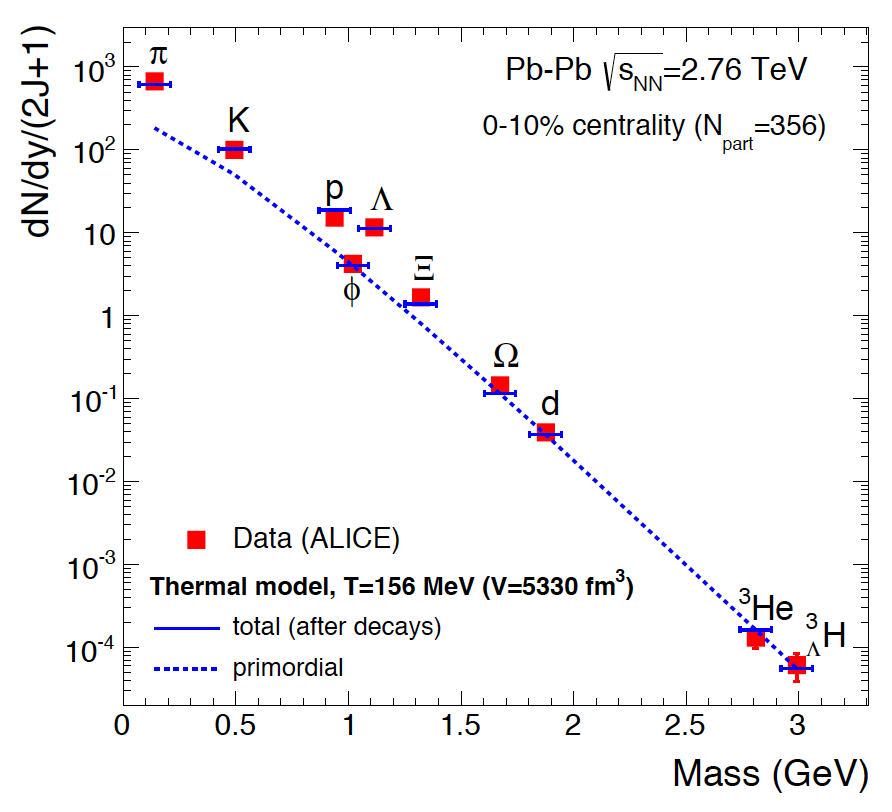 dN/dy/(2J+1)
10³
10²
10
1
10⁻¹
10⁻²
10⁻³
10⁻⁴
Pb-Pb √sNN=2.76 TeV
0-10% centrality (Npart=356)
π
K
p
Λ
ϕ
Ξ
Ω
d
³He
³ΛH
Data (ALICE)
Thermal model, T=156 MeV (V=5330 fm³)
total (after decays)
primordial
0 0.5 1 1.5 2 2.5 3
Mass (GeV)